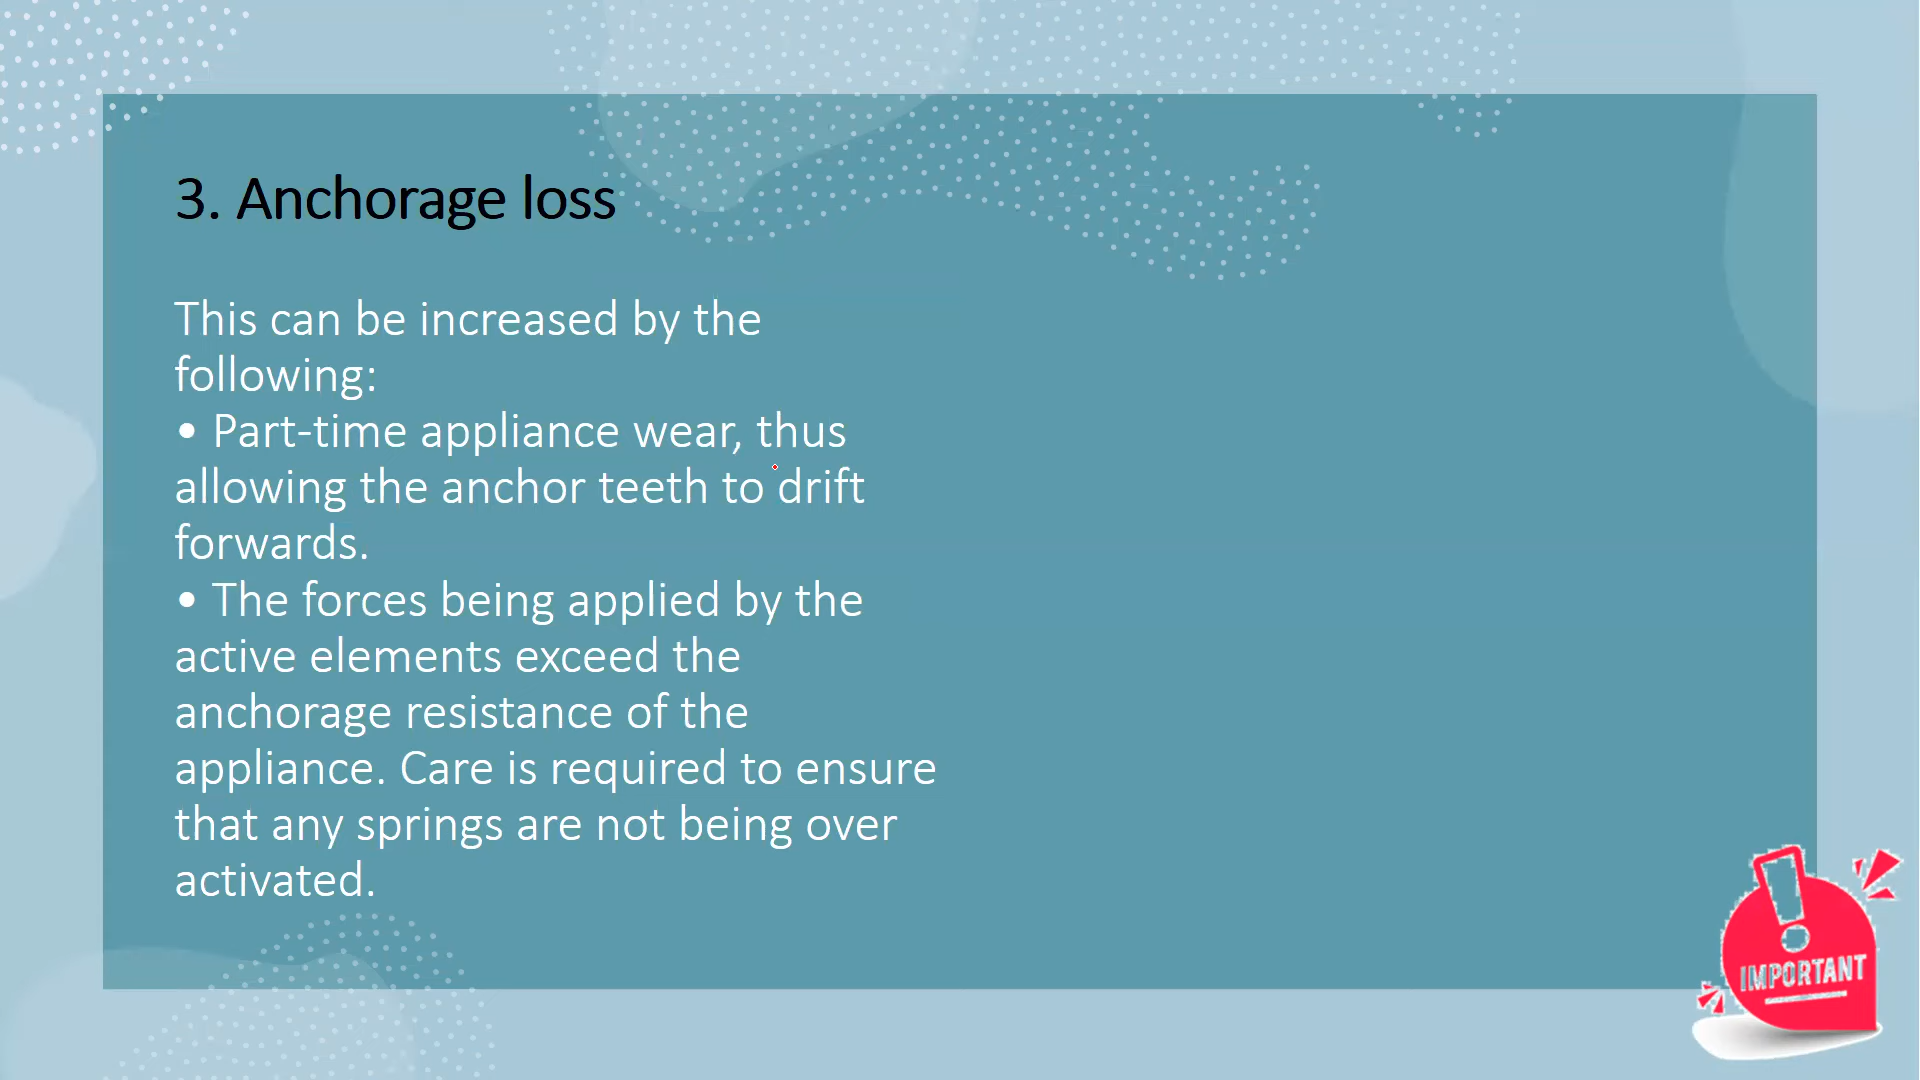 3. Anchorage loss
This can be increased by the
following:
• Part-time appliance wear, thus
allowing the anchor teeth to drift
forwards.
• The forces being applied by the
active elements exceed the
anchorage resistance of the
appliance. Care is required to ensure
that any springs are not being over
activated.
IMPORTANT